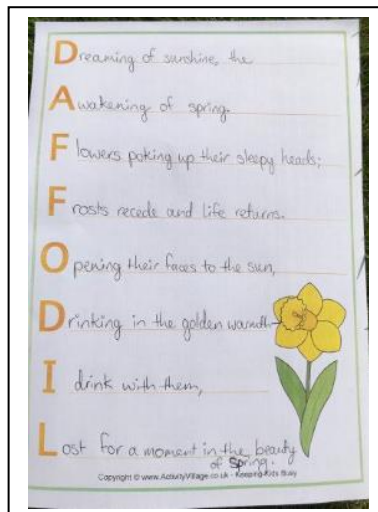 Dreaming of sunshine, the
Awakening of spring.
Flowers poking up their sleepy heads;
Frosts recede and life returns.
Opening their faces to the sun,
Drinking in the golden warmth-
I drink with them,
Lost for a moment in the beauty
of Spring.
Copyright © www.ActivityVillage.co.uk - Keeping Kids Busy